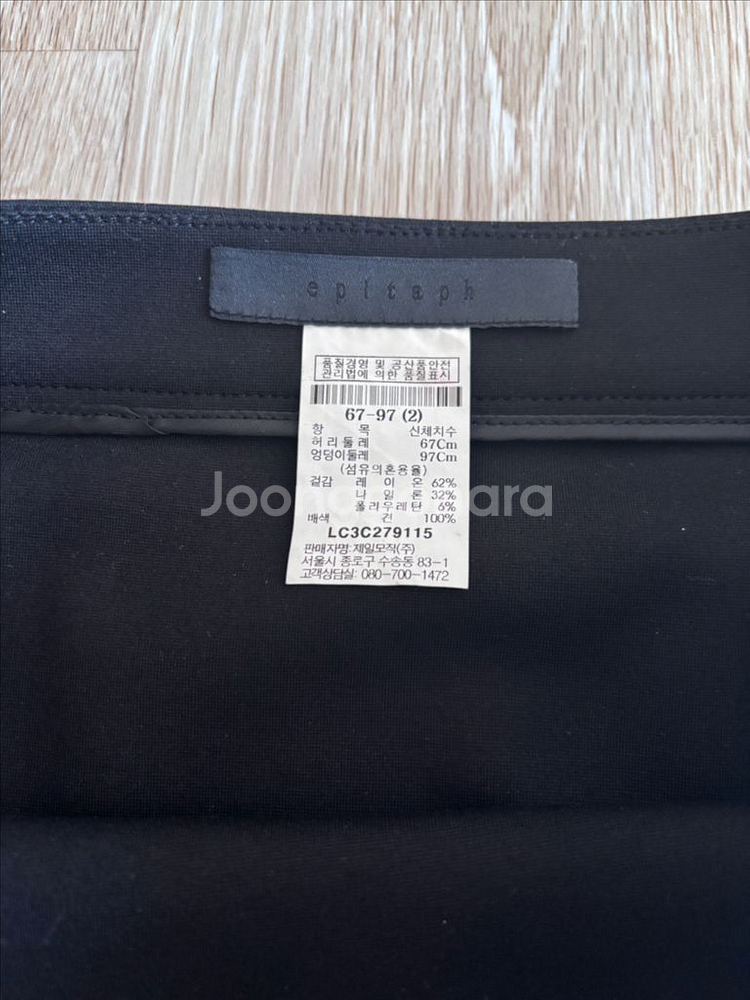 epitaph
품질경영 및 공산품안전
관리법에 의한 품질표시
67-97 (2)
항 목 신체치수
허리둘레 67Cm
엉덩이둘레 97Cm
(섬유의혼용율)
겉감 레 이 온 62%
나 일 론 32%
폴리우레탄 6%
Joonggonara
배색 견 100%
LC3C279115
판매자명: 제일모직(주)
서울시 종로구 수송동 83-1
고객상담실: 080-700-1472